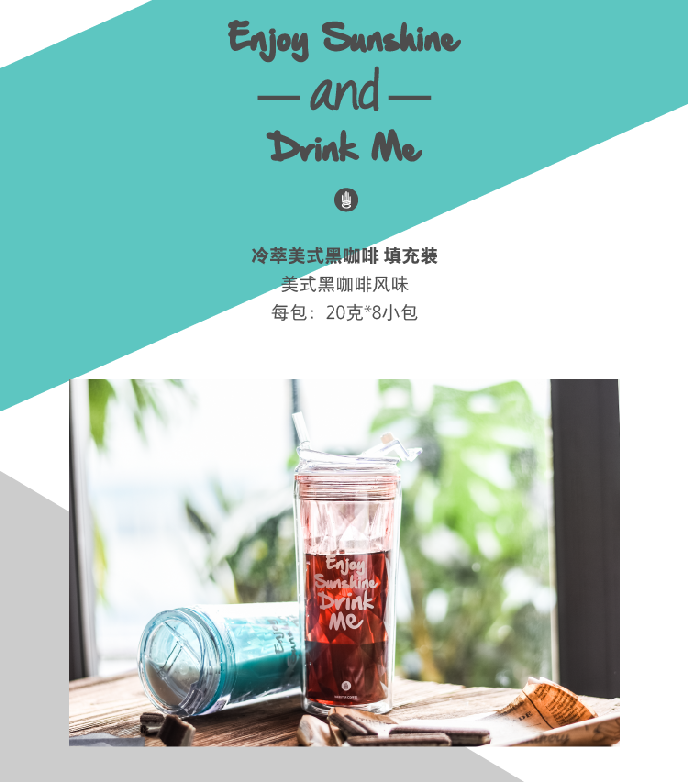 Enjoy Sunshine
— and —
Drink Me
冷萃美式黑咖啡 填充装
美式黑咖啡风味
每包：20克*8小包
Enjoy
Sunshine
Drink
Me